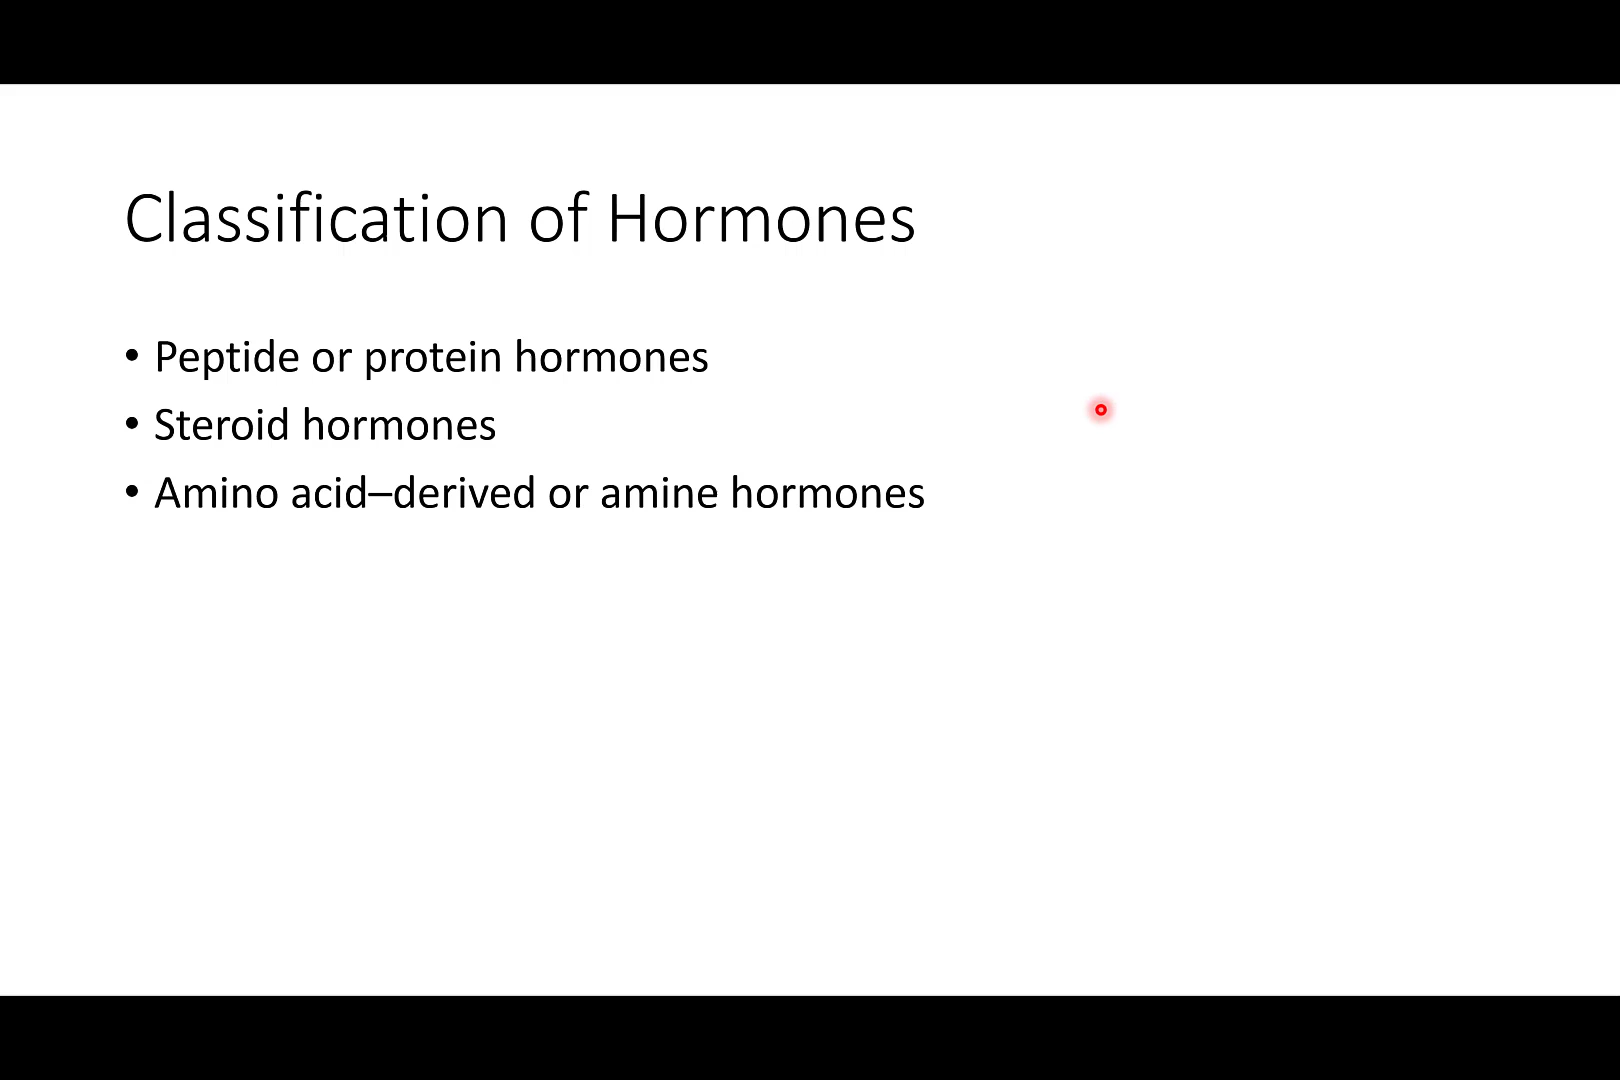 Classification of Hormones
• Peptide or protein hormones
• Steroid hormones
• Amino acid–derived or amine hormones